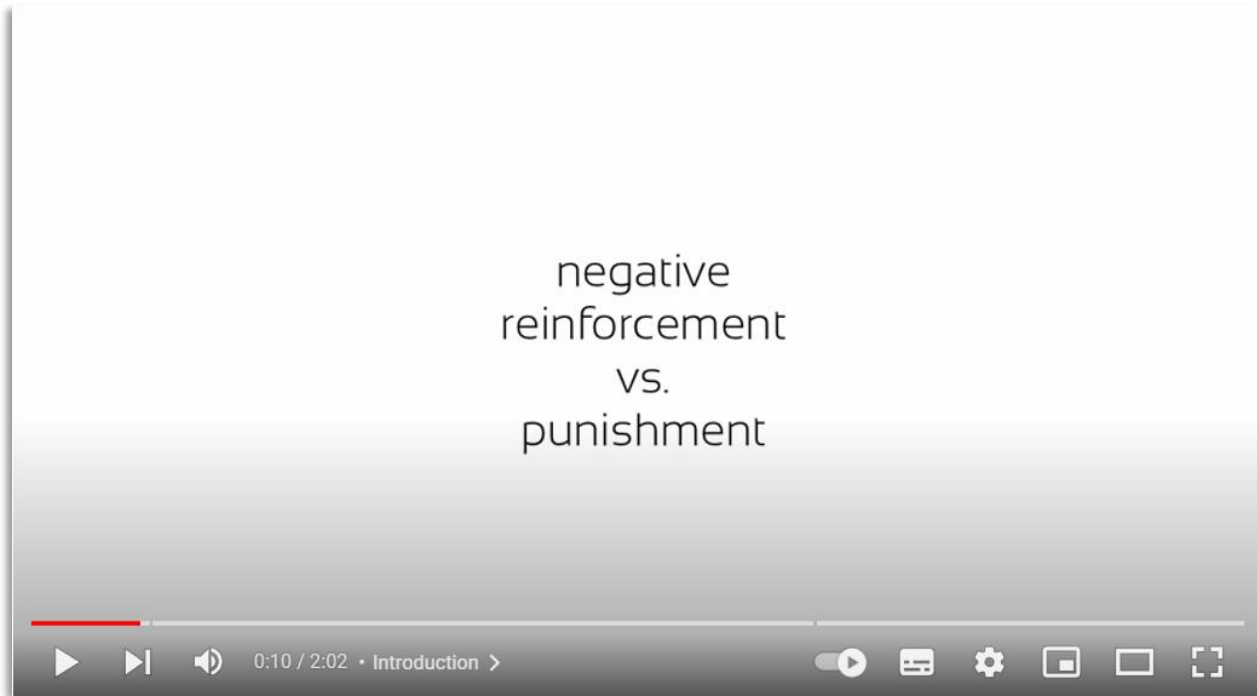 negative
reinforcement
vs.
punishment
0:10 / 2:02 • Introduction >